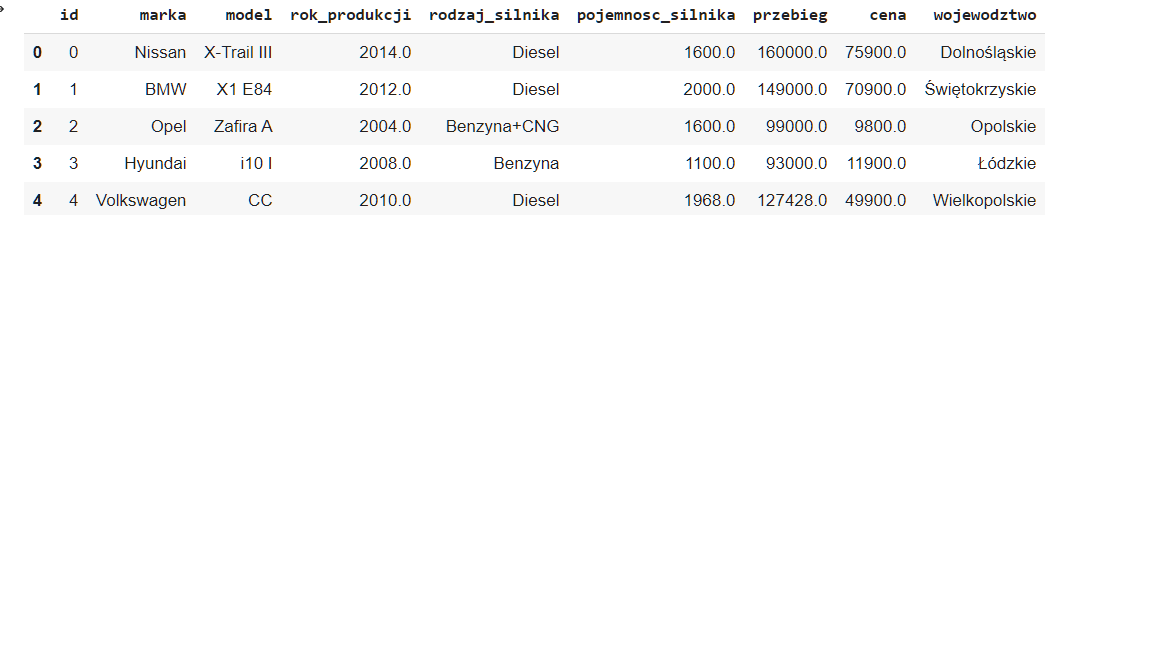 id marka model rok_produkcji rodzaj_silnika pojemnosc_silnika przebieg cena wojewodztwo
0 0 Nissan X-Trail III 2014.0 Diesel 1600.0 160000.0 75900.0 Dolnośląskie
1 1 BMW X1 E84 2012.0 Diesel 2000.0 149000.0 70900.0 Świętokrzyskie
2 2 Opel Zafira A 2004.0 Benzyna+CNG 1600.0 99000.0 9800.0 Opolskie
3 3 Hyundai i10 I 2008.0 Benzyna 1100.0 93000.0 11900.0 Łódzkie
4 4 Volkswagen CC 2010.0 Diesel 1968.0 127428.0 49900.0 Wielkopolskie